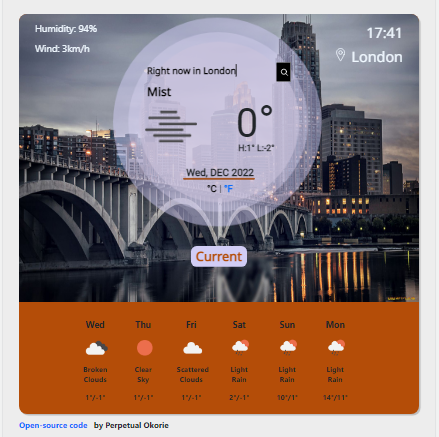 Humidity: 94%
Wind: 3km/h
17:41
London
Right now in London
Mist
0°
H:1° L:-2°
Wed, DEC 2022
°C | °F
Current
Wed Thu Fri Sat Sun Mon
Broken Clear Scattered Light Light Light
Clouds Sky Clouds Rain Rain Rain
1°/-1° 1°/-1° 1°/-1° 2°/-1° 10°/1° 14°/11°
Open-source code by Perpetual Okorie